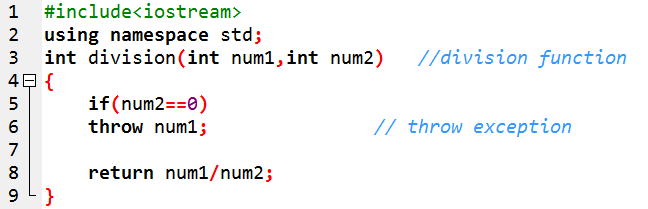 1 #include<iostream>
2 using namespace std;
3 int division(int num1,int num2) //division function
4 {
5 if(num2==0)
6 throw num1; // throw exception
7
8 return num1/num2;
9 }